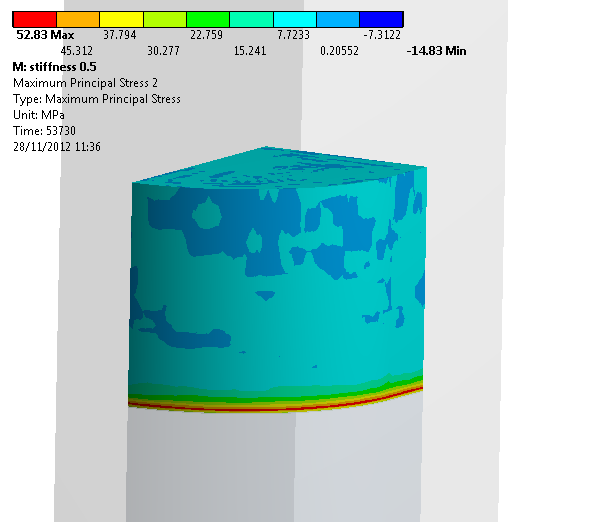 52.83 Max 37.794 22.759 7.7233 -7.3122
45.312 30.277 15.241 0.20552 -14.83 Min
M: stiffness 0.5
Maximum Principal Stress 2
Type: Maximum Principal Stress
Unit: MPa
Time: 53730
28/11/2012 11:36